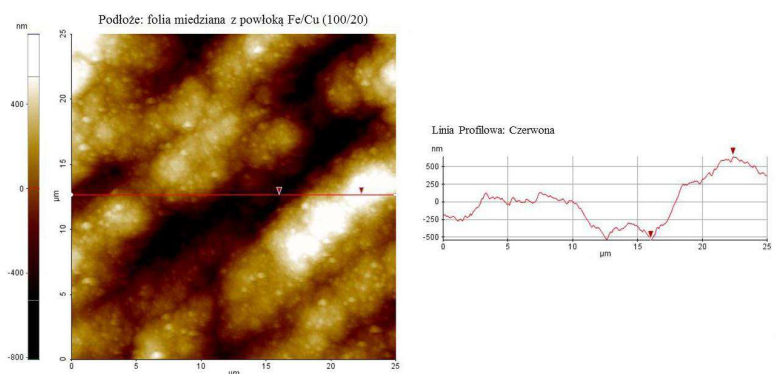 Podłoże: folia miedziana z powłoką Fe/Cu (100/20)
nm
400
0
-400
-800
25
20
15
µm
10
5
0
0 5 10 15 20 25
µm
Linia Profilowa: Czerwona
nm
500
250
0
-250
-500
0 5 10 15 20 25
µm